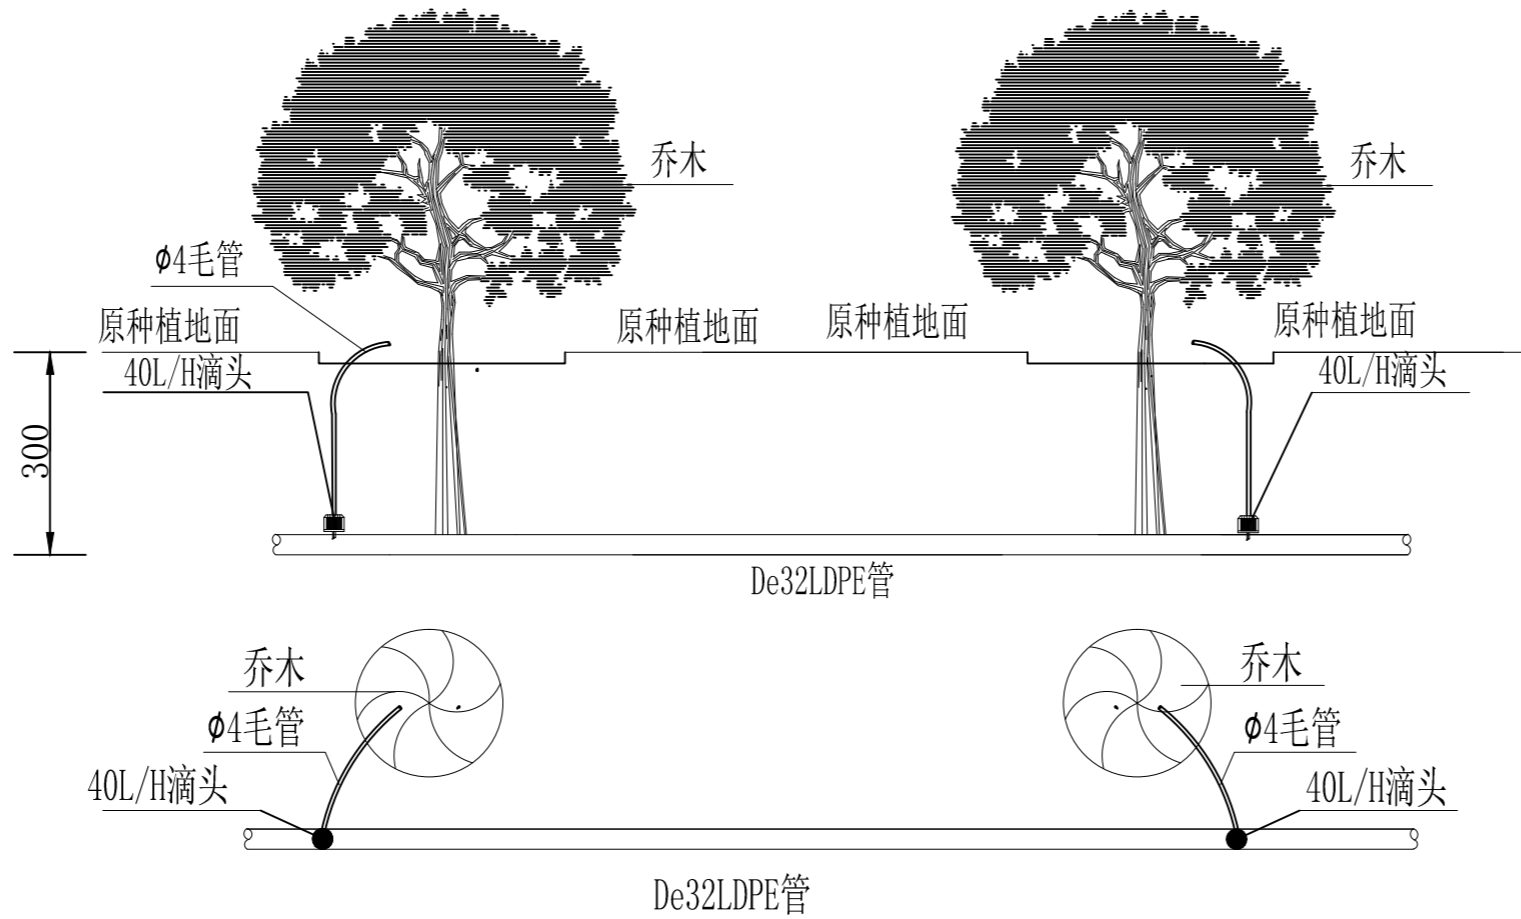 乔木
乔木
ϕ4毛管
原种植地面
原种植地面
原种植地面
原种植地面
40L/H滴头
40L/H滴头
300
De32LDPE管
乔木
乔木
ϕ4毛管
ϕ4毛管
40L/H滴头
40L/H滴头
De32LDPE管